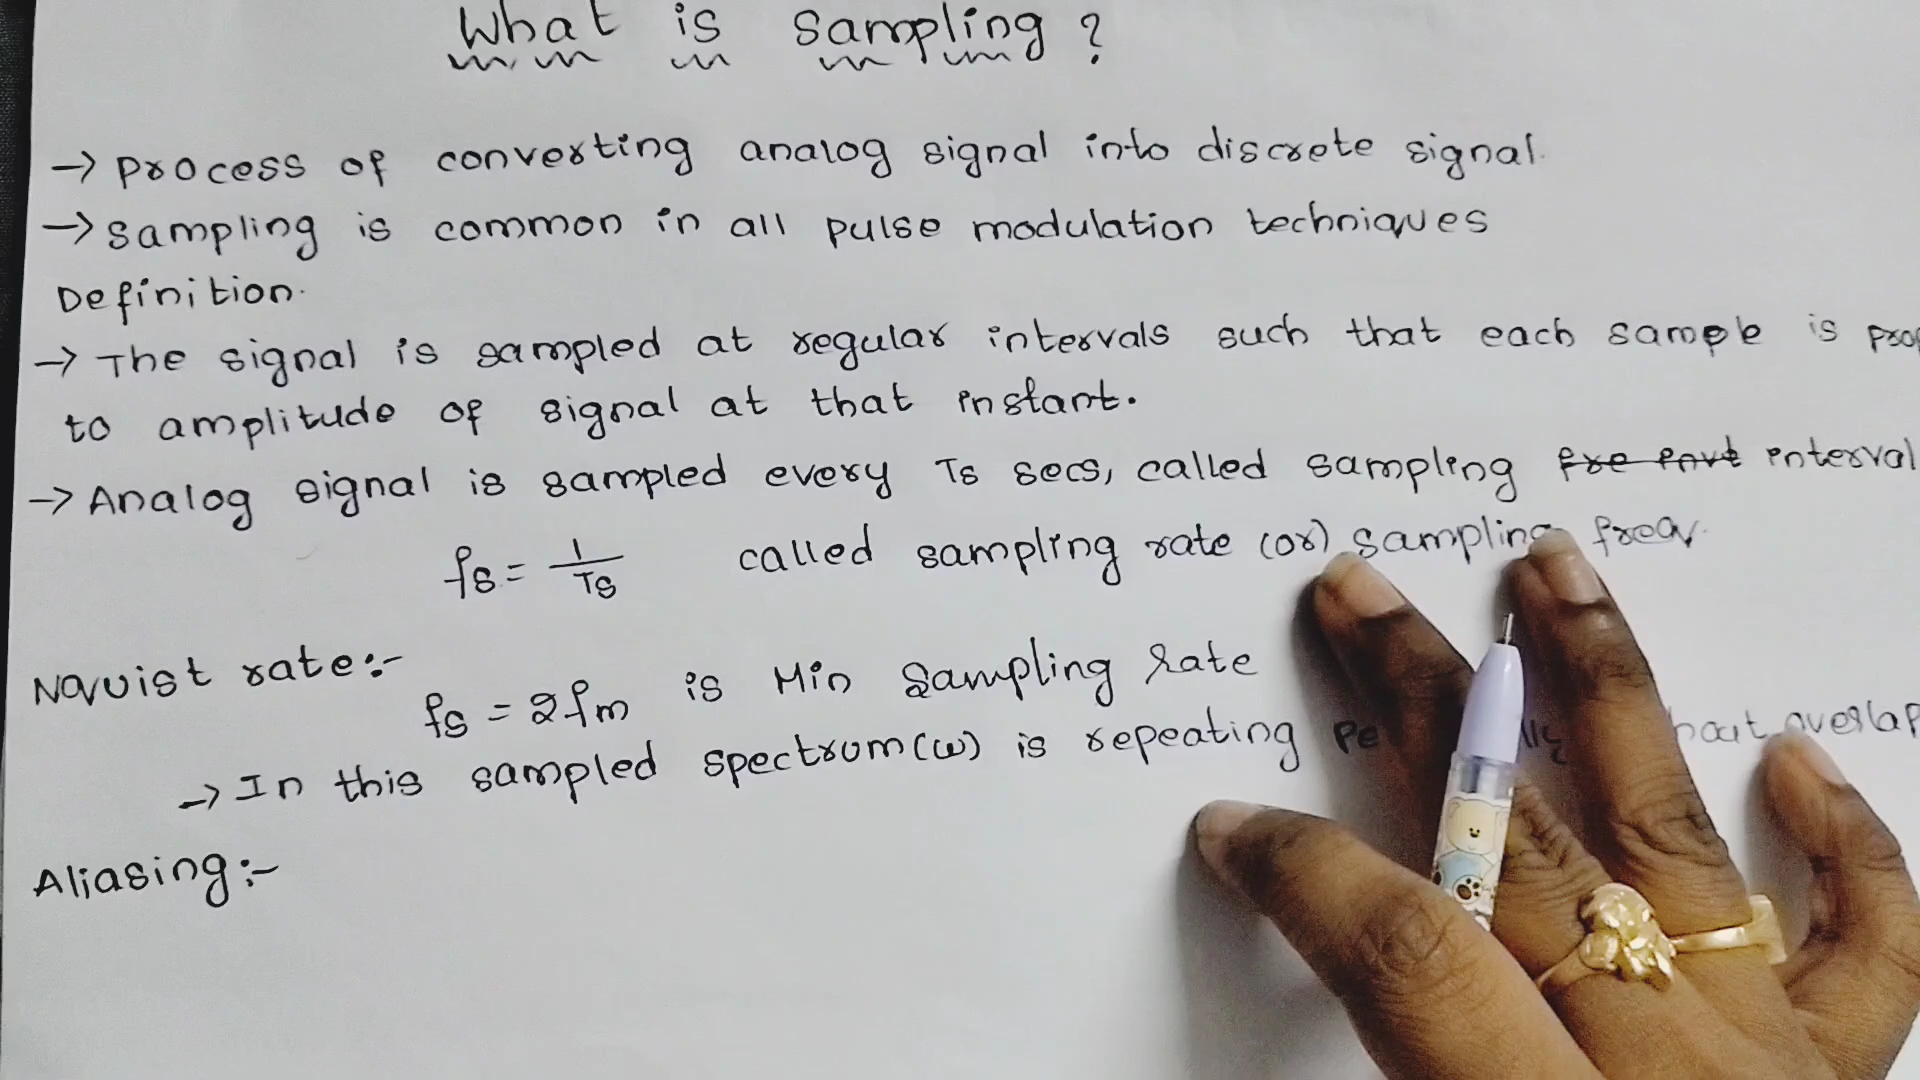 What is sampling?
→ Process of converting analog signal into discrete signal.
→ Sampling is common in all pulse modulation techniques
Definition.
→ The signal is sampled at regular intervals such that each sample is
to amplitude of signal at that instant.
→ Analog signal is sampled every Ts secs, called sampling interval
fs = 1/Ts called sampling rate (or) sampling freq.
Nquist rate:-
fs = 2fm is Min Sampling rate
→ In this sampled spectrum(ω) is repeating
Aliasing:-